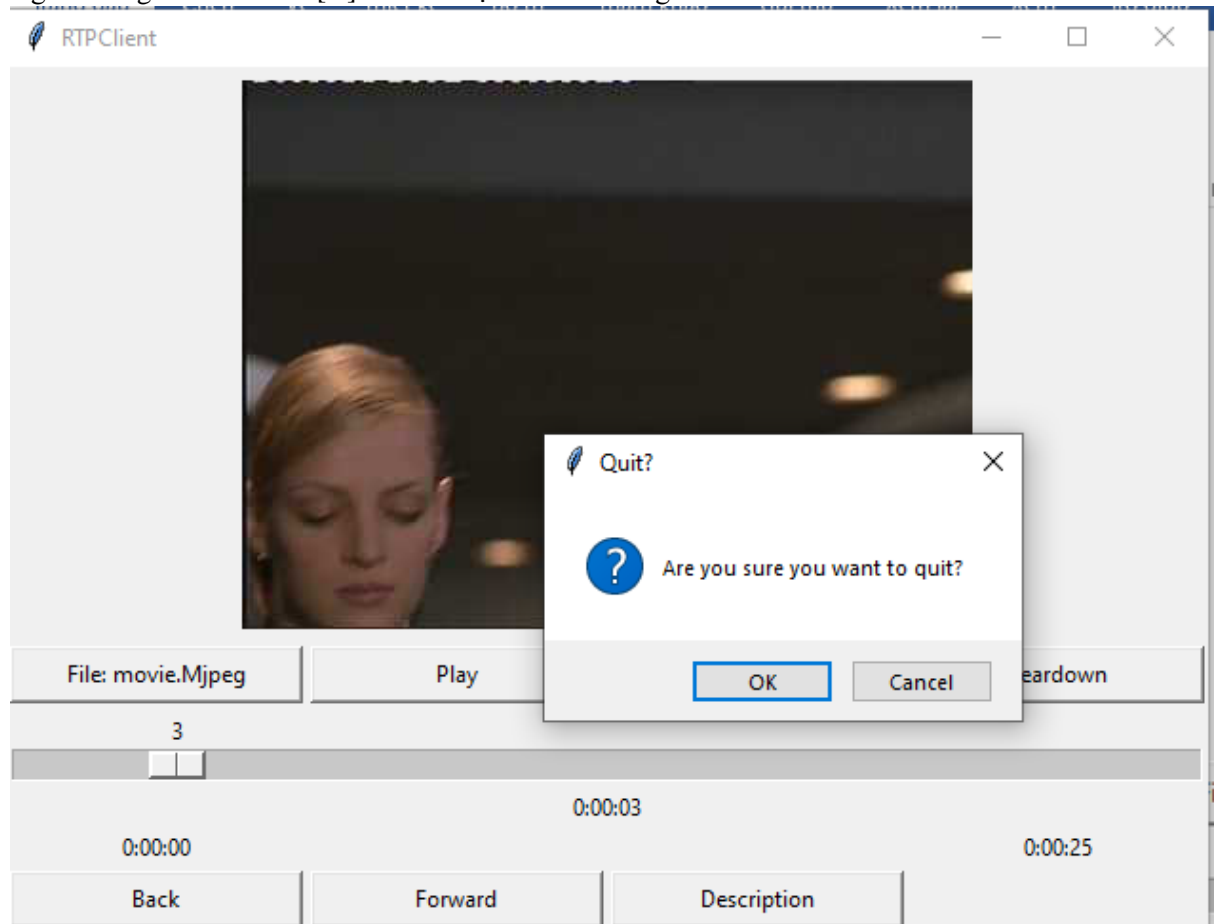 RTPClient
Quit?
Are you sure you want to quit?
OK Cancel
File: movie.Mjpeg Play eardown
3
0:00:03
0:00:00 0:00:25
Back Forward Description